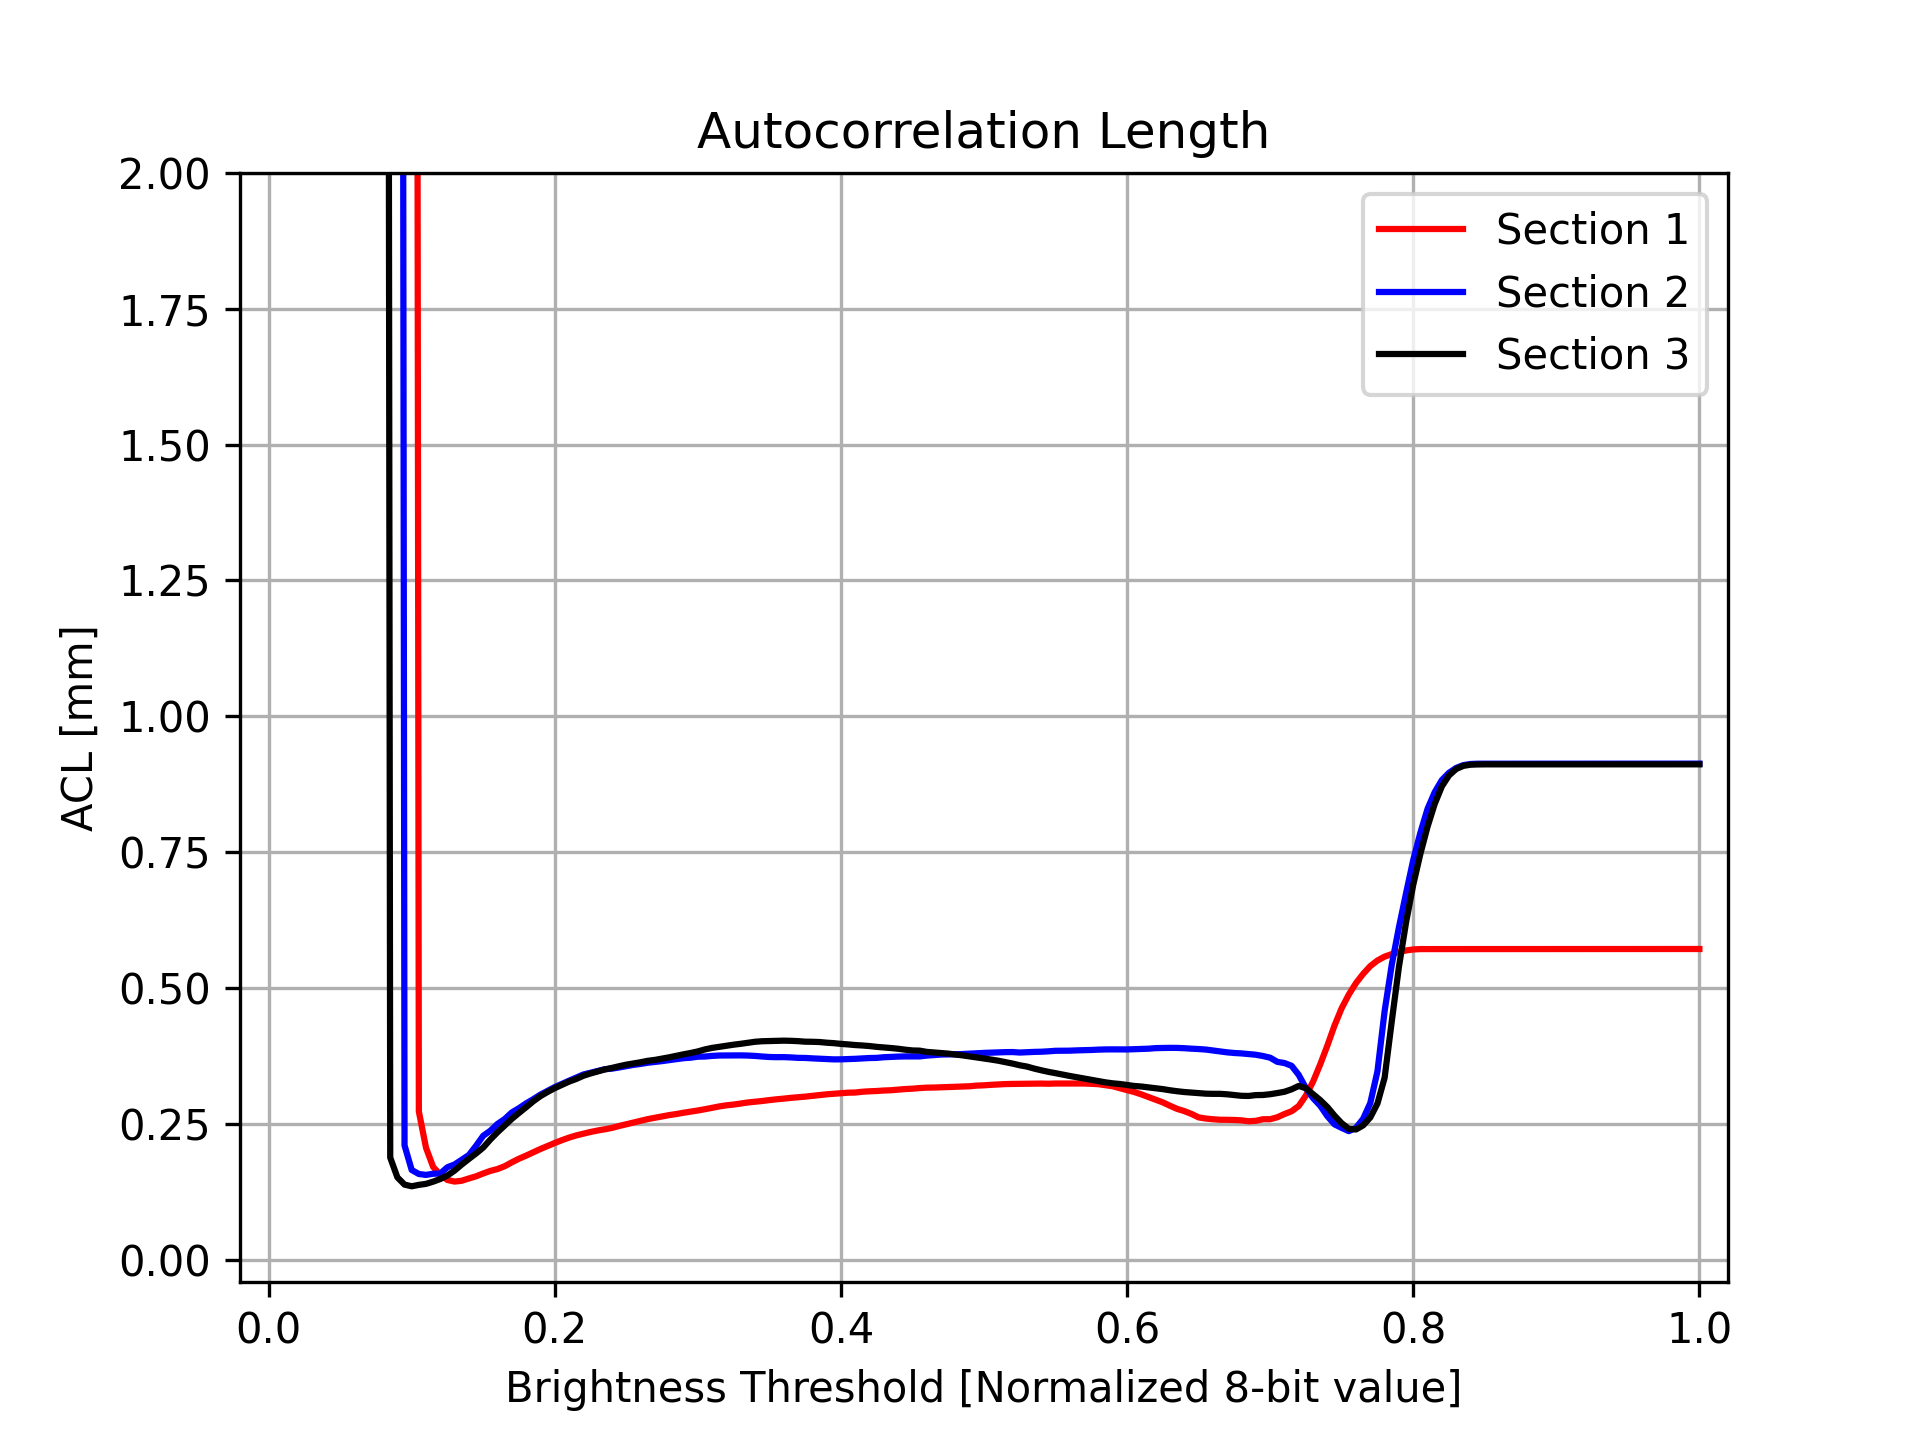 Autocorrelation Length
2.00
1.75
1.50
1.25
1.00
0.75
0.50
0.25
0.00
ACL [mm]
Section 1
Section 2
Section 3
0.0 0.2 0.4 0.6 0.8 1.0
Brightness Threshold [Normalized 8-bit value]